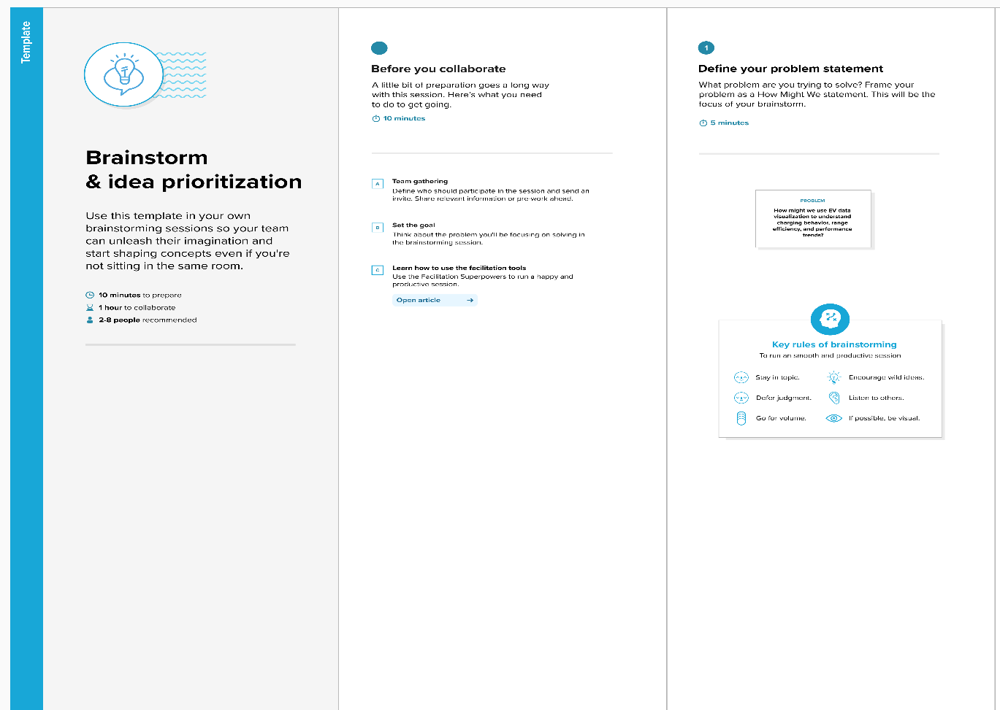 Template
Brainstorm
& idea prioritization
Use this template in your own
brainstorming sessions so your team
can unleash their imagination and
start shaping concepts even if you're
not sitting in the same room.
10 minutes to prepare
1 hour to collaborate
2-8 people recommended
Before you collaborate
A little bit of preparation goes a long way
with this session. Here's what you need
to do to get going.
10 minutes
A
Team gathering
Define who should participate in the session and send an
invite. Share relevant information or pre-work ahead.
B
Set the goal
Think about the problem you'll be focusing on solving in
the brainstorming session.
C
Learn how to use the facilitation tools
Use the Facilitation Superpowers to run a happy and
productive session.
Open article →
1
Define your problem statement
What problem are you trying to solve? Frame your
problem as a How Might We statement. This will be the
focus of your brainstorm.
5 minutes
PROBLEM
How might we use EV data
visualization to understand
charging behavior, range
efficiency, and performance
trends?
Key rules of brainstorming
To run an smooth and productive session
Stay in topic.
Encourage wild ideas.
Defer judgment.
Listen to others.
Go for volume.
If possible, be visual.